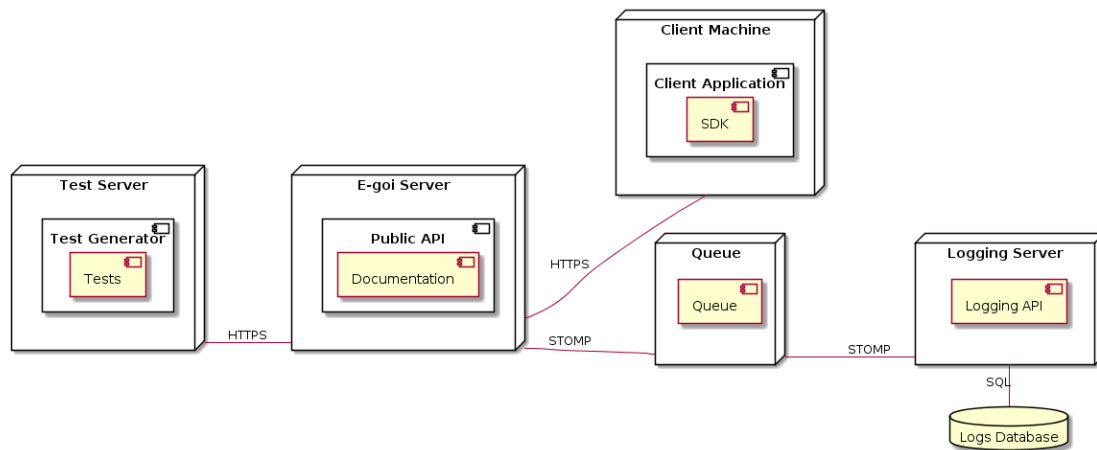 Client Machine
Client Application
SDK
Test Server
Test Generator
Tests
HTTPS
E-goi Server
Public API
Documentation
HTTPS
STOMP
Queue
Queue
STOMP
Logging Server
Logging API
SQL
Logs Database